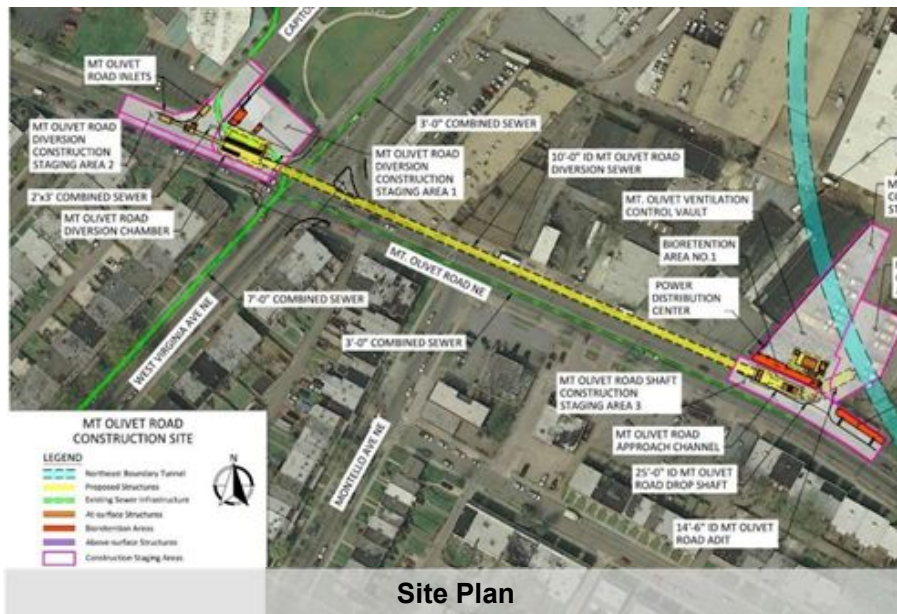 CAPITOL
MT OLIVET
ROAD INLETS
MT OLIVET ROAD
DIVERSION
CONSTRUCTION
STAGING AREA 2
2'x3' COMBINED SEWER
MT OLIVET ROAD
DIVERSION CHAMBER
3'-0" COMBINED SEWER
MT OLIVET ROAD
DIVERSION
CONSTRUCTION
STAGING AREA 1
10'-0" ID MT OLIVET ROAD
DIVERSION SEWER
MT. OLIVET VENTILATION
CONTROL VAULT
BIORETENTION
AREA NO.1
POWER
DISTRIBUTION
CENTER
MT. OLIVET ROAD NE
7'-0" COMBINED SEWER
WEST VIRGINIA AVE NE
3'-0" COMBINED SEWER
MONTELLO AVE NE
MT OLIVET ROAD SHAFT
CONSTRUCTION
STAGING AREA 3
MT OLIVET ROAD
APPROACH CHANNEL
25'-0" ID MT OLIVET
ROAD DROP SHAFT
14'-6" ID MT OLIVET
ROAD ADIT
MT OLIVET ROAD
CONSTRUCTION SITE
LEGEND
N
Northeast Boundary Tunnel
Proposed Structures
Existing Sewer Infrastructure
At-surface Structures
Bioretention Areas
Above-surface Structures
Construction Staging Areas
Site Plan